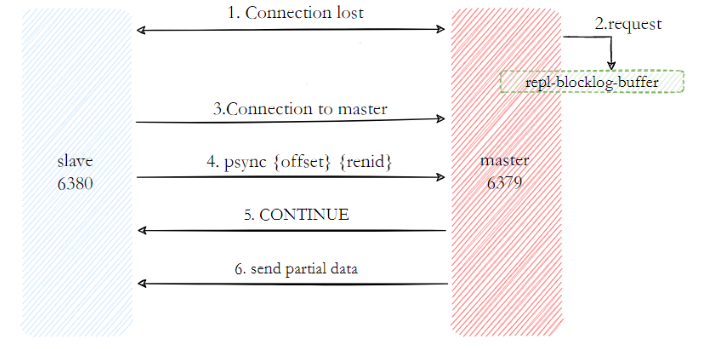 1. Connection lost
2.request
repl-blocklog-buffer
3.Connection to master
slave
6380
4. psync {offset} {renid}
master
6379
5. CONTINUE
6. send partial data